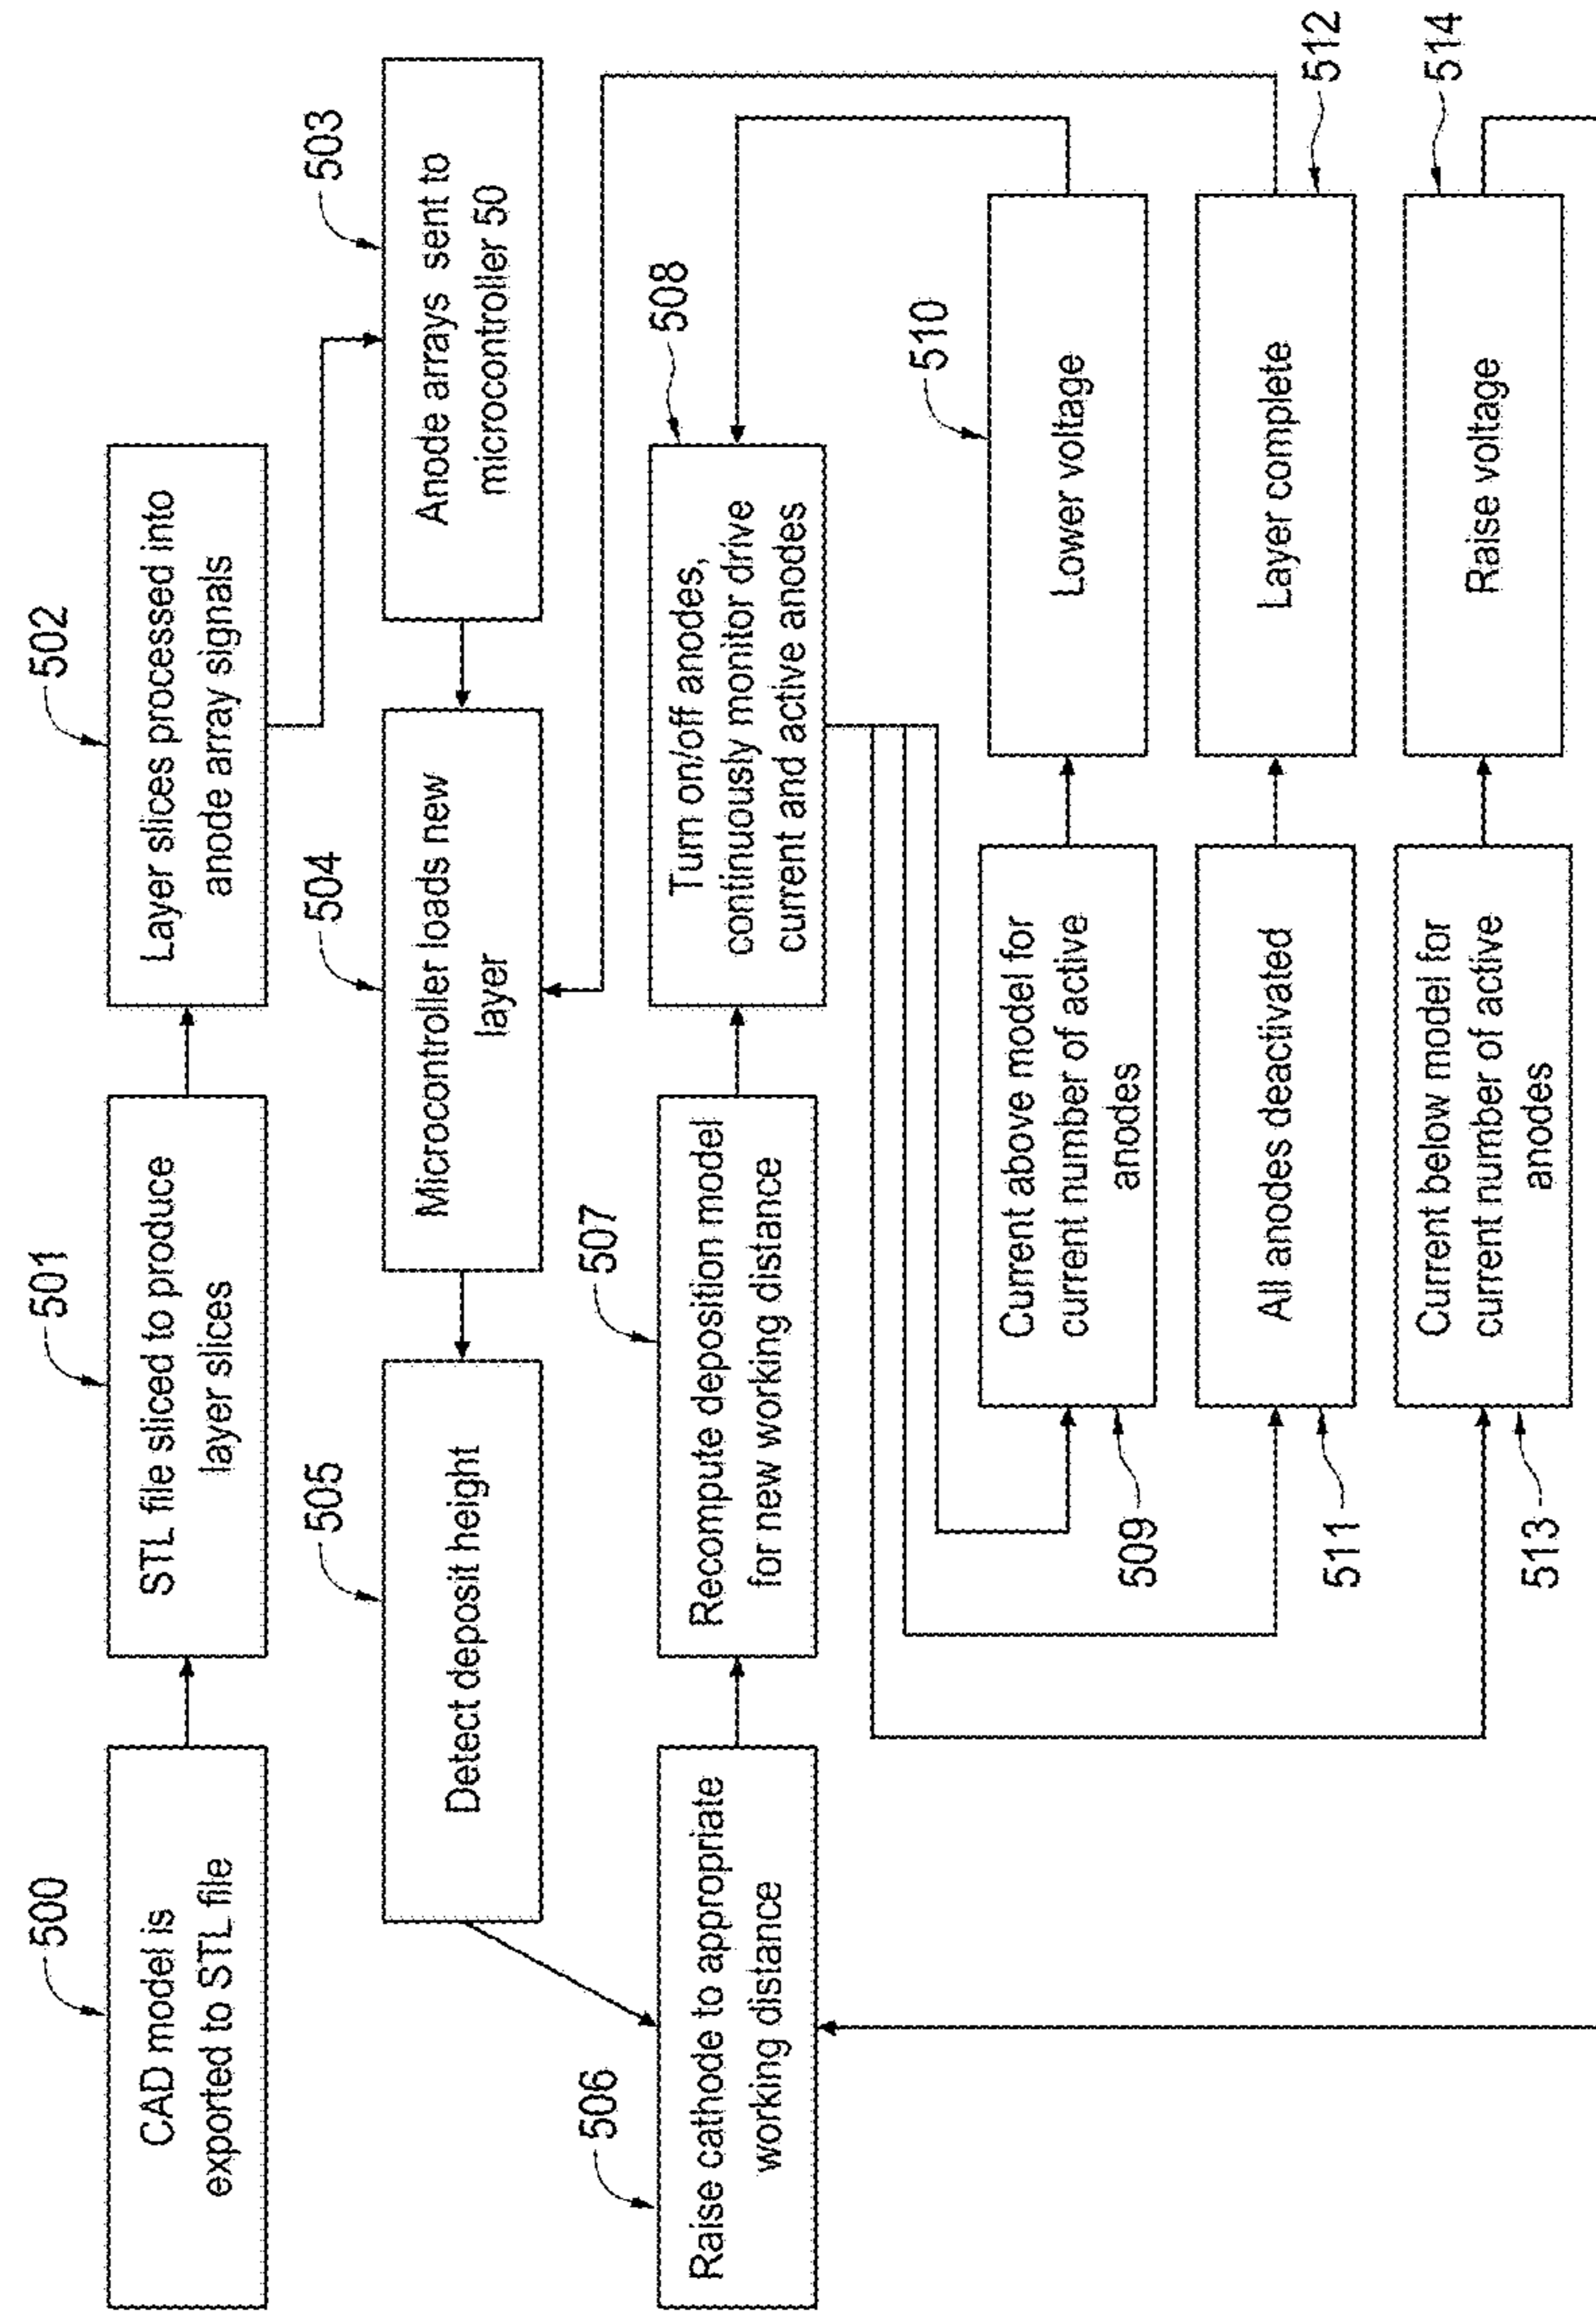 500
CAD model is
exported to STL file
501
STL file sliced to produce
layer slices
502
Layer slices processed into
anode array signals
503
Anode arrays sent to
microcontroller 50
504
Microcontroller loads new
layer
505
Detect deposit height
506
Raise cathode to appropriate
working distance
507
Recompute deposition model
for new working distance
508
Turn on/off anodes,
continuously monitor drive
current and active anodes
509
Current above model for
current number of active
anodes
510
Lower voltage
511
All anodes deactivated
512
Layer complete
513
Current below model for
current number of active
anodes
514
Raise voltage